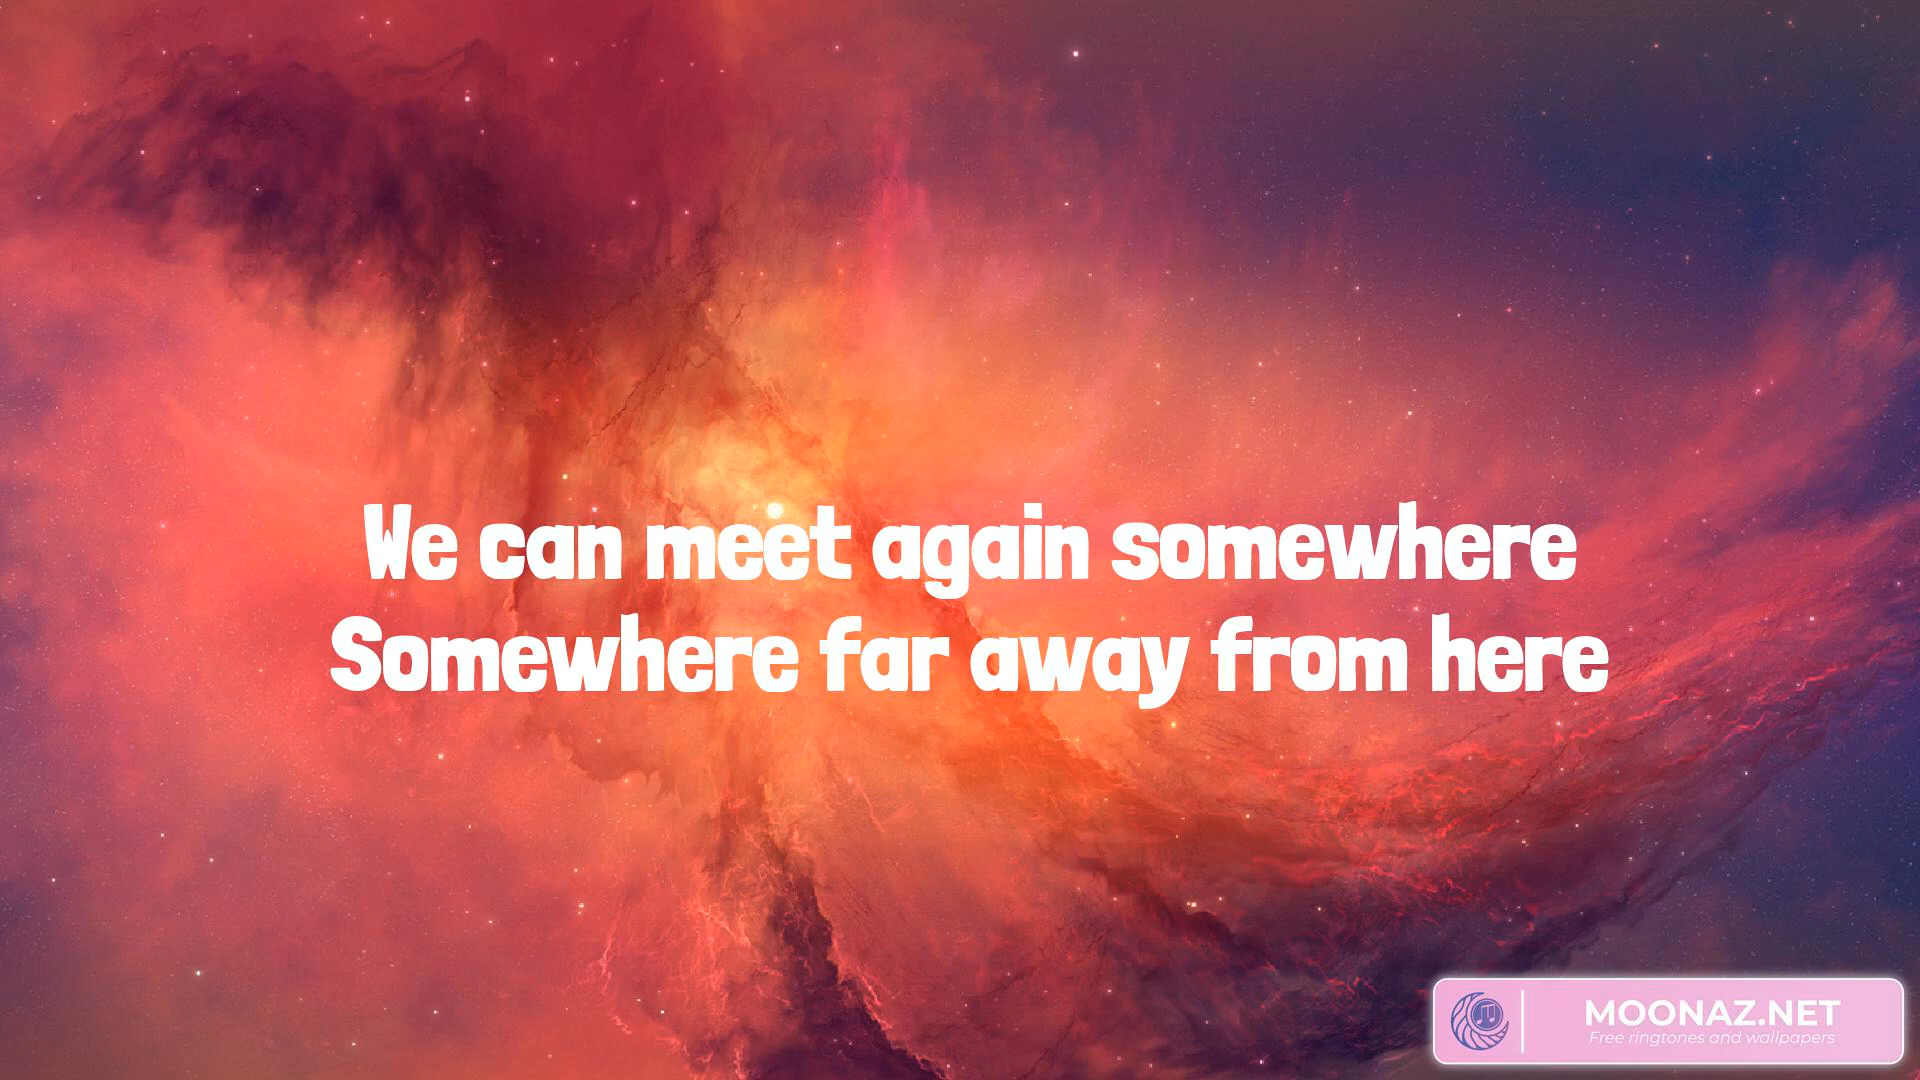 We can meet again somewhere
Somewhere far away from here
MOONAZ.NET
Free ringtones and wallpapers